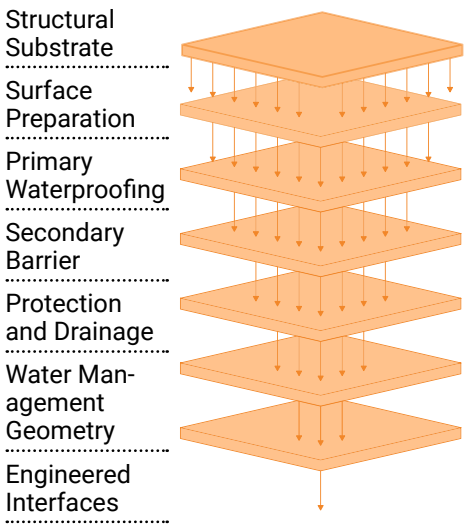 Structural
Substrate
Surface
Preparation
Primary
Waterproofing
Secondary
Barrier
Protection
and Drainage
Water Man-
agement
Geometry
Engineered
Interfaces